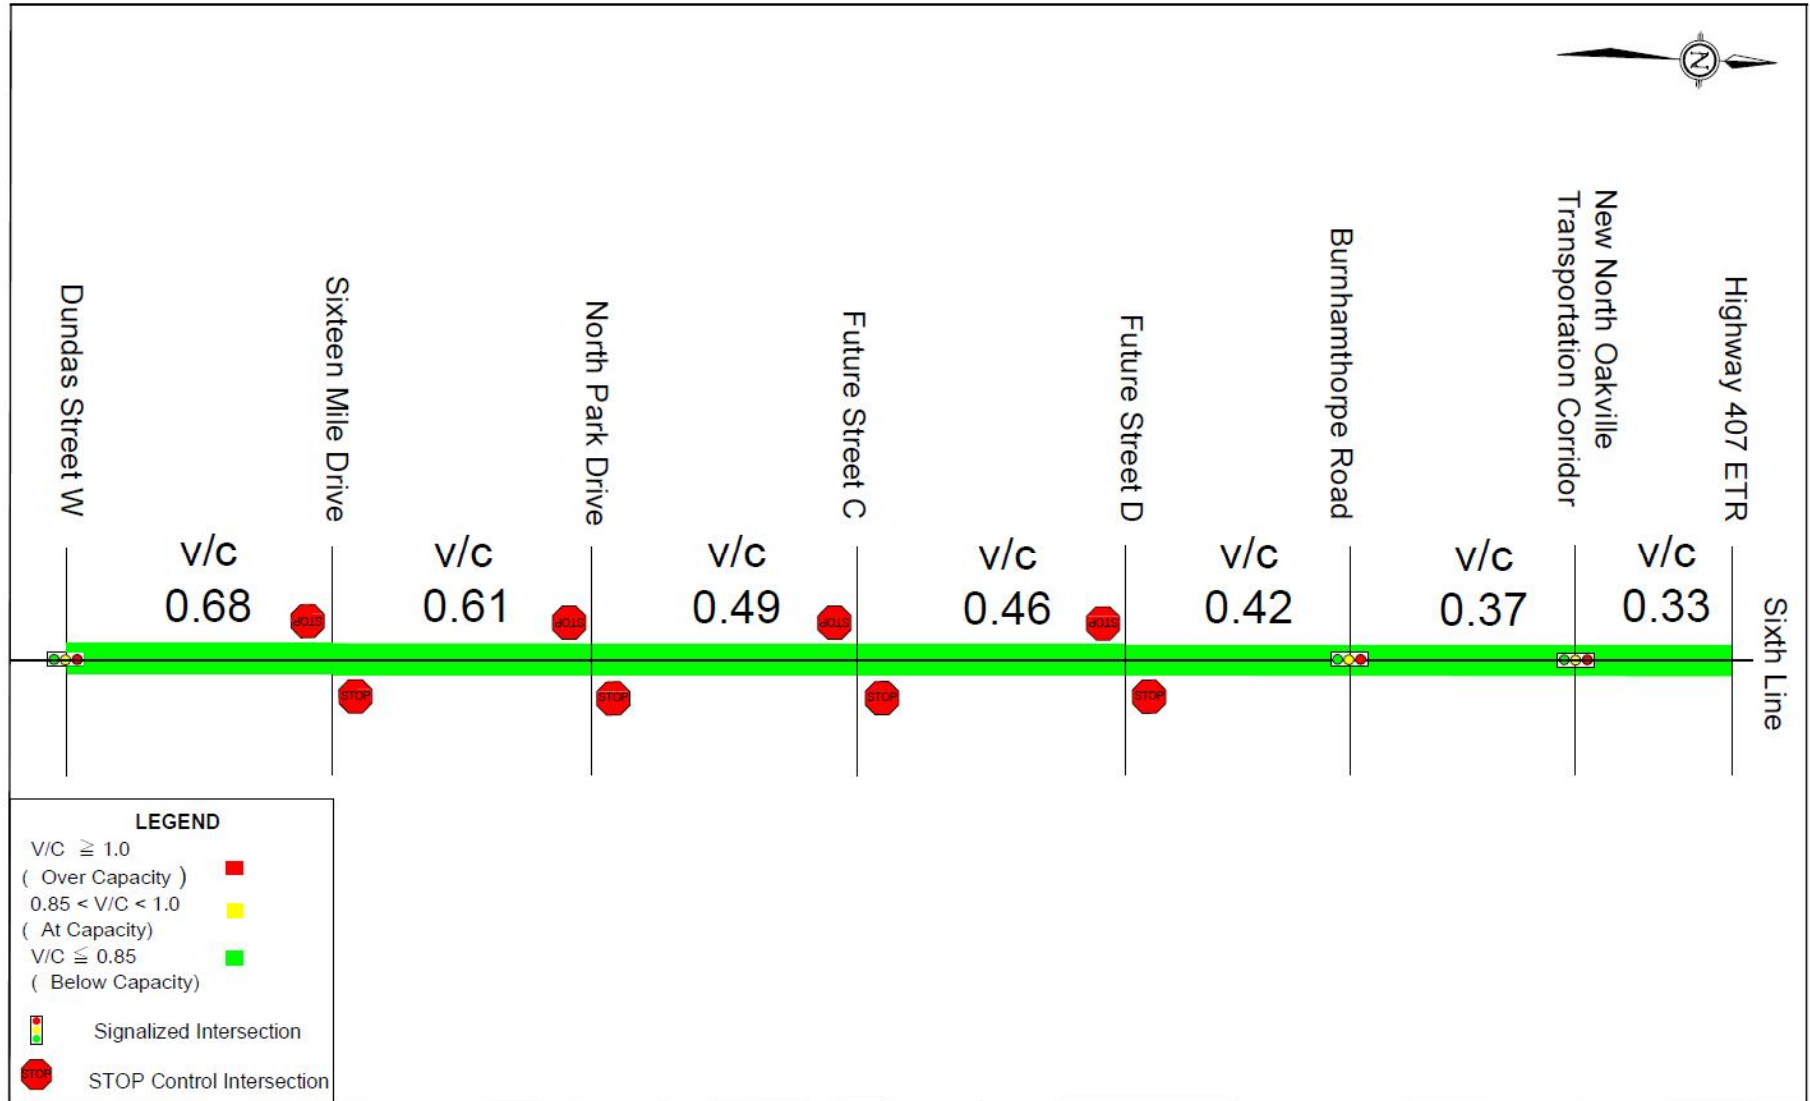 N
Dundas Street W
Sixteen Mile Drive
North Park Drive
Future Street C
Future Street D
Burnhamthorpe Road
New North Oakville
Transportation Corridor
Highway 407 ETR
v/c
0.68
v/c
0.61
v/c
0.49
v/c
0.46
v/c
0.42
v/c
0.37
v/c
0.33
Sixth Line
STOP
STOP
STOP
STOP
STOP
STOP
STOP
STOP
LEGEND
V/C ≧ 1.0
( Over Capacity )
0.85 < V/C < 1.0
( At Capacity)
V/C ≦ 0.85
( Below Capacity)
Signalized Intersection
STOP
STOP Control Intersection